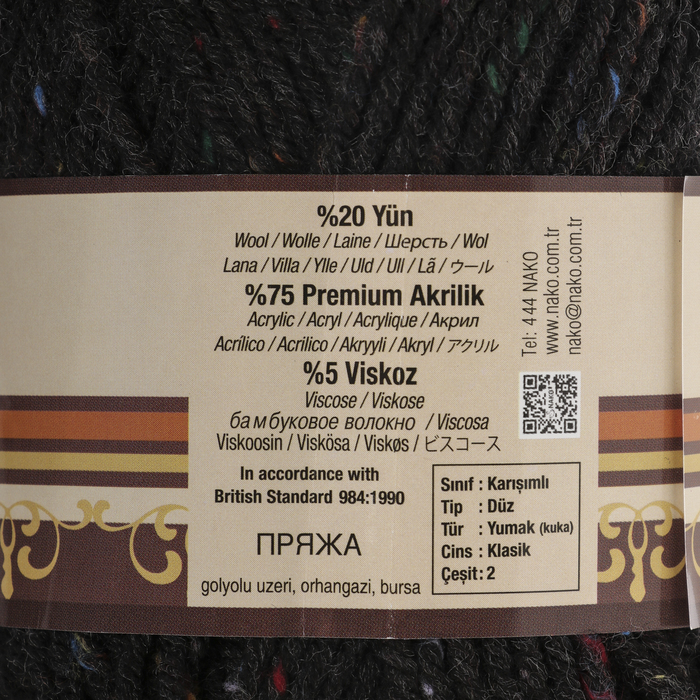 %20 Yün
Wool / Wolle / Laine / Шерсть / Wol
Lana / Villa / Ylle / Uld / Ull / Lã / ウール
%75 Premium Akrilik
Acrylic / Acryl / Acrylique / Акрил
Acrílico / Acrilico / Akryyli / Akryl / アクリル
%5 Viskoz
Viscose / Viskose
бамбуковое волокно / Viscosa
Viskoosin / Viskösa / Viskøs / ビスコース
In accordance with
British Standard 984:1990
ПРЯЖА
golyolu uzeri, orhangazi, bursa
Tel: 4 44 NAKO
www.nako.com.tr
nako@nako.com.tr
NAKO
Sınıf : Karışımlı
Tip : Düz
Tür : Yumak (kuka)
Cins : Klasik
Çeşit: 2